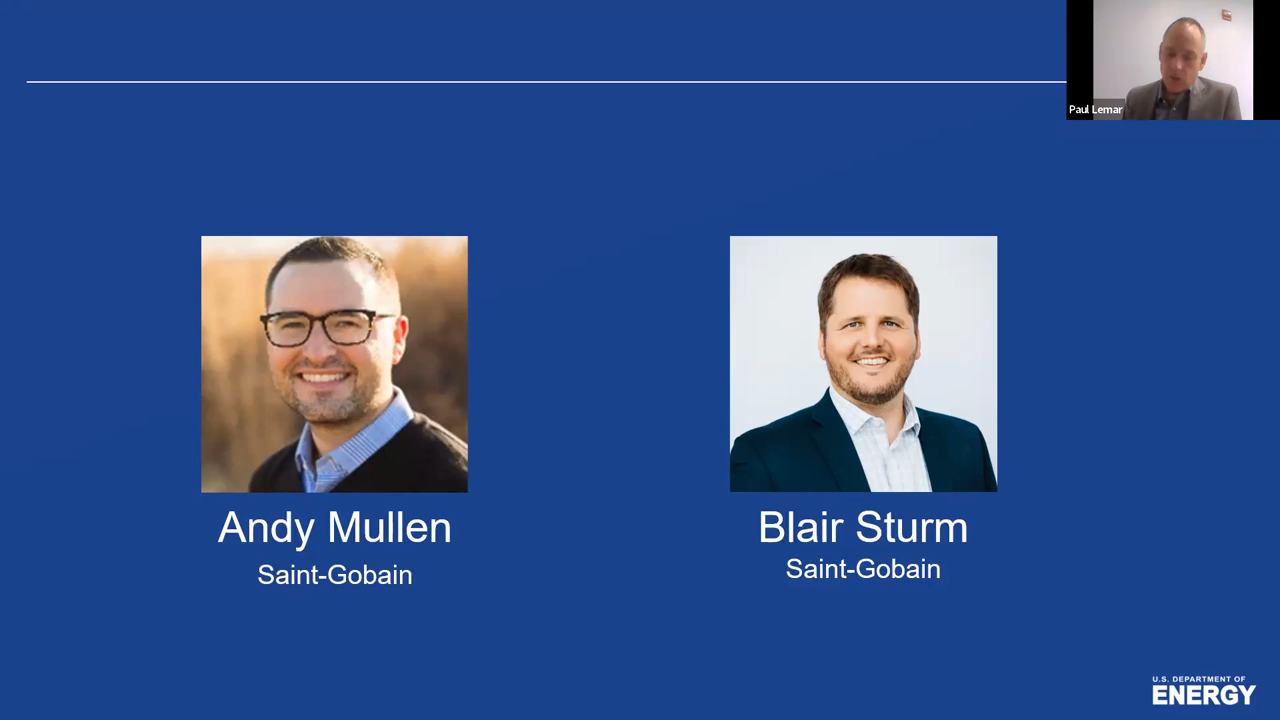 Paul Lemar
Andy Mullen
Saint-Gobain
Blair Sturm
Saint-Gobain
U.S. DEPARTMENT OF
ENERGY